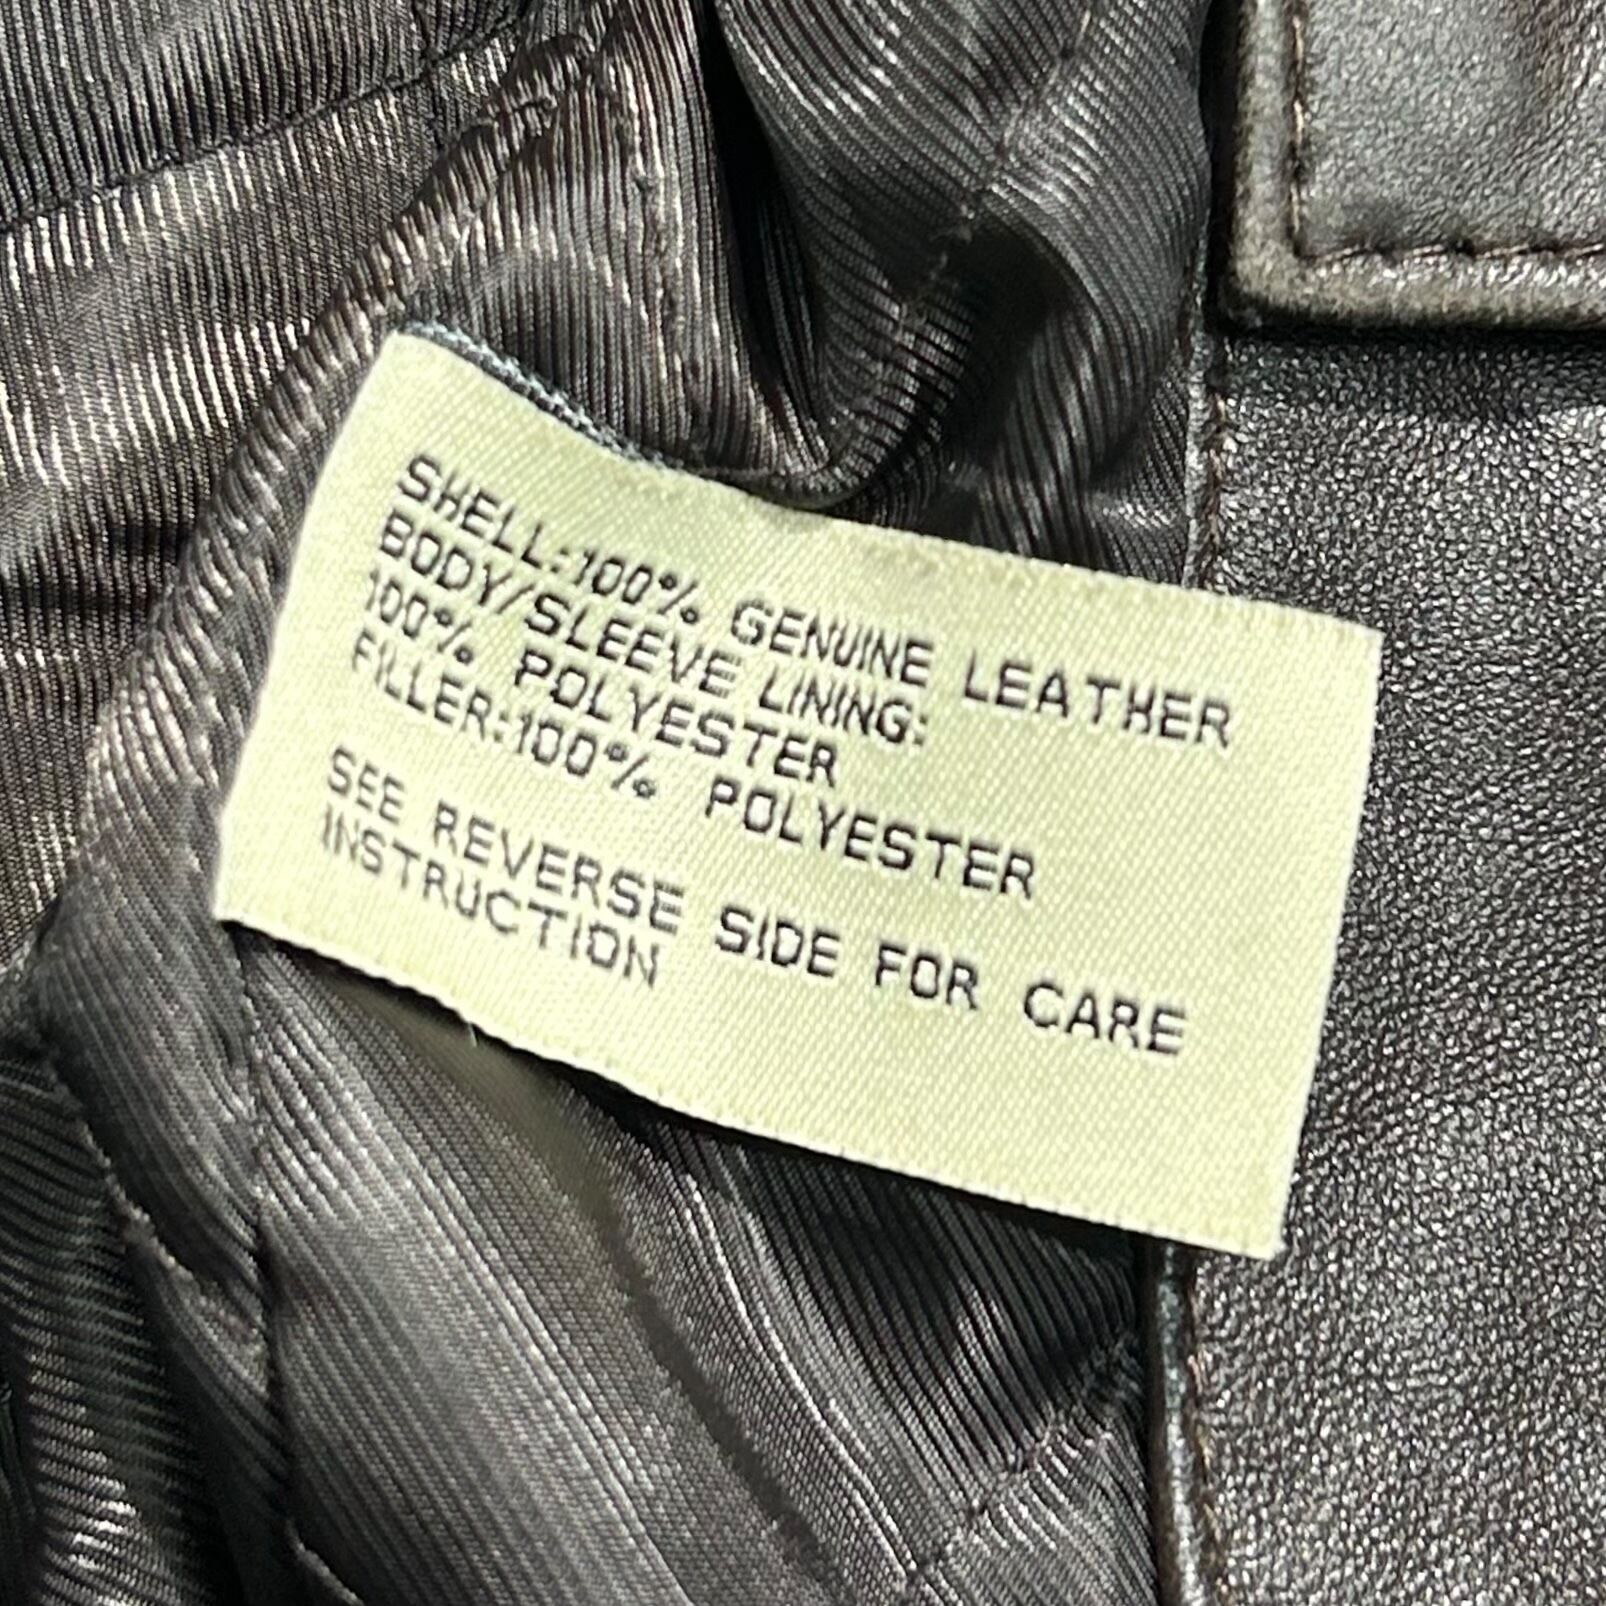 SHELL:100% GENUINE LEATHER
BODY/SLEEVE LINING:
100% POLYESTER
FILLER:100% POLYESTER
SEE REVERSE SIDE FOR CARE
INSTRUCTION